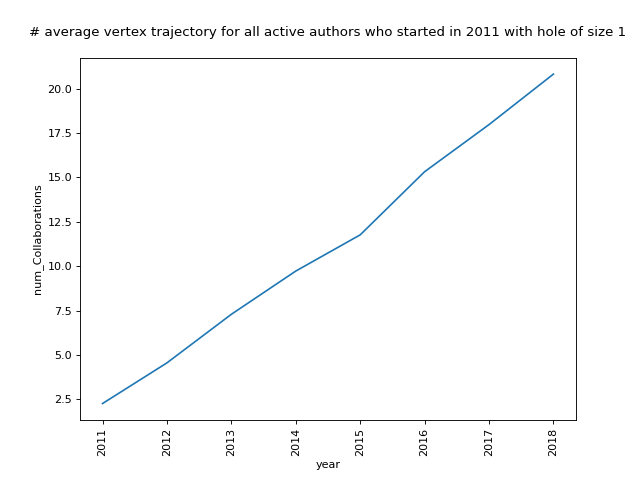 # average vertex trajectory for all active authors who started in 2011 with hole of size 1
num_Collaborations
20.0
17.5
15.0
12.5
10.0
7.5
5.0
2.5
2011 2012 2013 2014 2015 2016 2017 2018
year